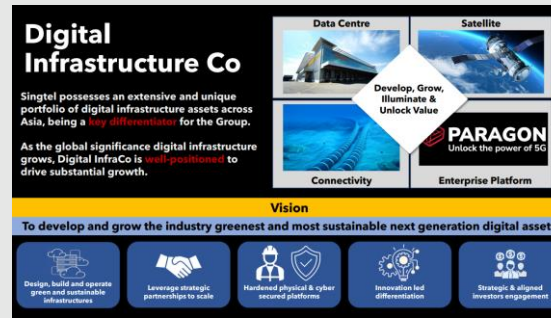 Digital
Infrastructure Co
Singtel possesses an extensive and unique
portfolio of digital infrastructure assets across
Asia, being a key differentiator for the Group.
As the global significance digital infrastructure
grows, Digital InfraCo is well-positioned to
drive substantial growth.
Data Centre
Satellite
Develop, Grow,
Illuminate &
Unlock Value
PARAGON
Unlock the power of 5G
Connectivity
Enterprise Platform
Vision
To develop and grow the industry greenest and most sustainable next generation digital asset
Design, build and operate
green and sustainable
infrastructures
Leverage strategic
partnerships to scale
Hardened physical & cyber
secured platforms
Innovation led
differentiation
Strategic & aligned
investors engagement